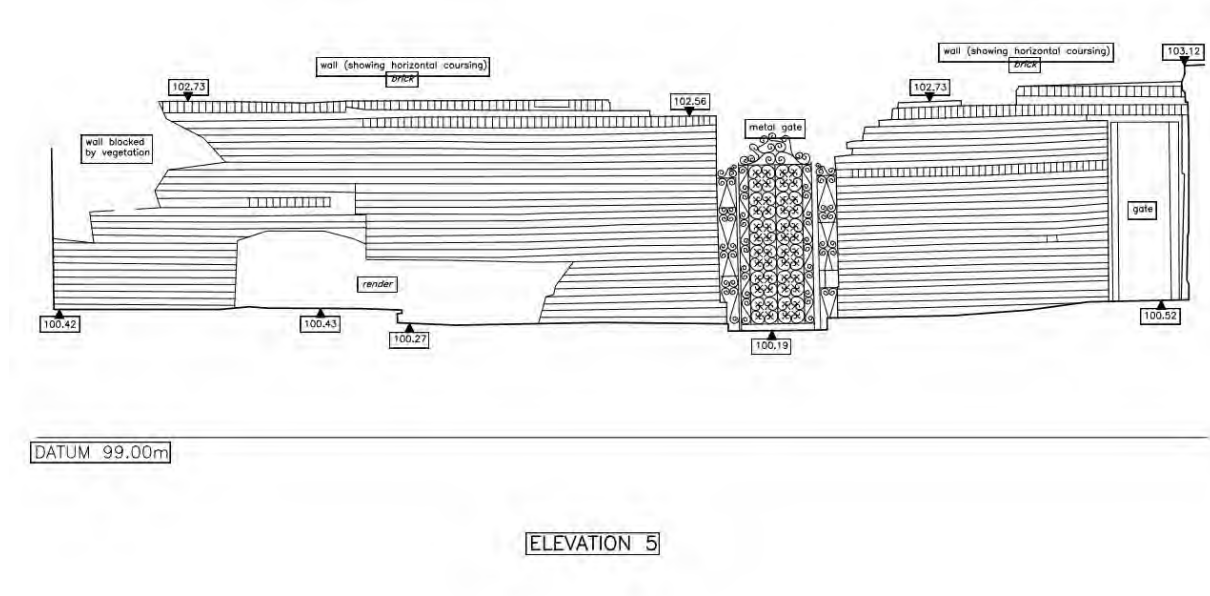 wall (showing horizontal coursing)
brick
103.12
wall (showing horizontal coursing)
brick
102.73
102.73
102.56
metal gate
wall blocked
by vegetation
gate
render
100.42
100.43
100.27
100.19
100.52
DATUM 99.00m
ELEVATION 5